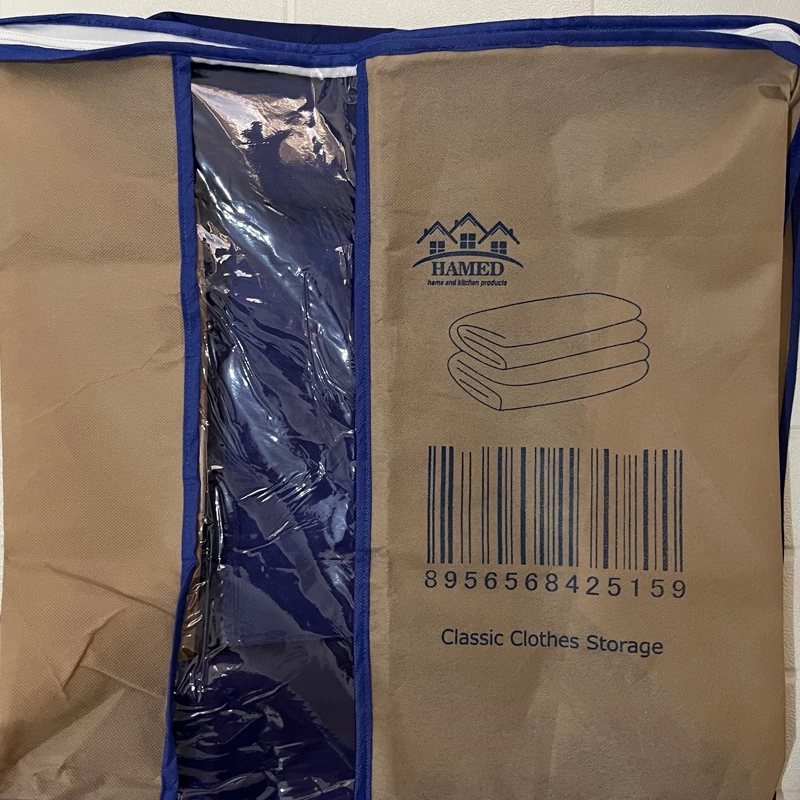 HAMED
home and kitchen products
8956568425159
Classic Clothes Storage